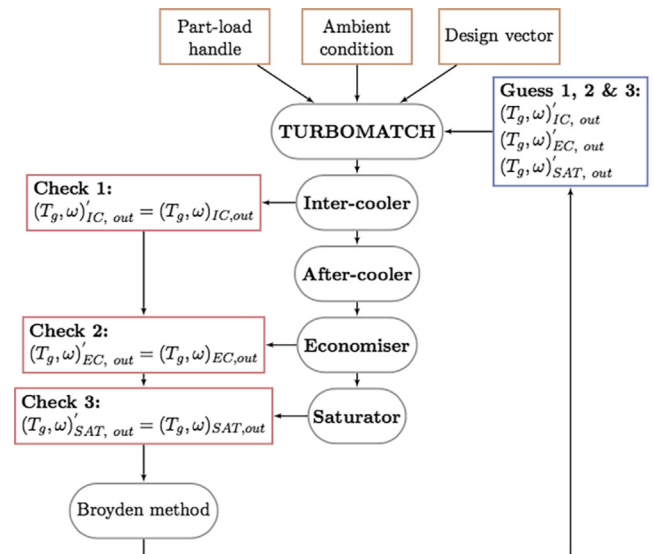 Part-load
handle
Ambient
condition
Design vector
Guess 1, 2 & 3:
(T_g, ω)'_{IC, out}
(T_g, ω)'_{EC, out}
(T_g, ω)'_{SAT, out}
TURBOMATCH
Check 1:
(T_g, ω)'_{IC, out} = (T_g, ω)_{IC,out}
Inter-cooler
After-cooler
Check 2:
(T_g, ω)'_{EC, out} = (T_g, ω)_{EC,out}
Economiser
Check 3:
(T_g, ω)'_{SAT, out} = (T_g, ω)_{SAT,out}
Saturator
Broyden method